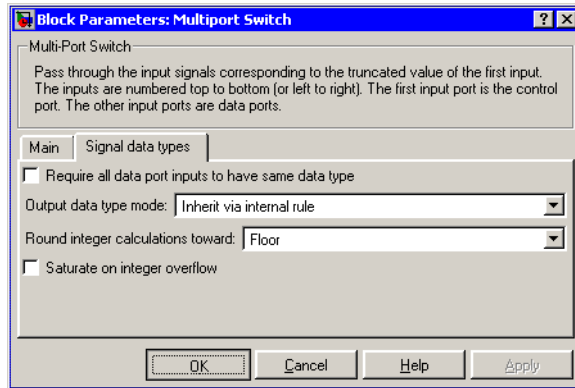 Block Parameters: Multiport Switch
Multi-Port Switch
Pass through the input signals corresponding to the truncated value of the first input.
The inputs are numbered top to bottom (or left to right). The first input port is the control
port. The other input ports are data ports.
Main Signal data types
Require all data port inputs to have same data type
Output data type mode: Inherit via internal rule
Round integer calculations toward: Floor
Saturate on integer overflow
OK Cancel Help Apply